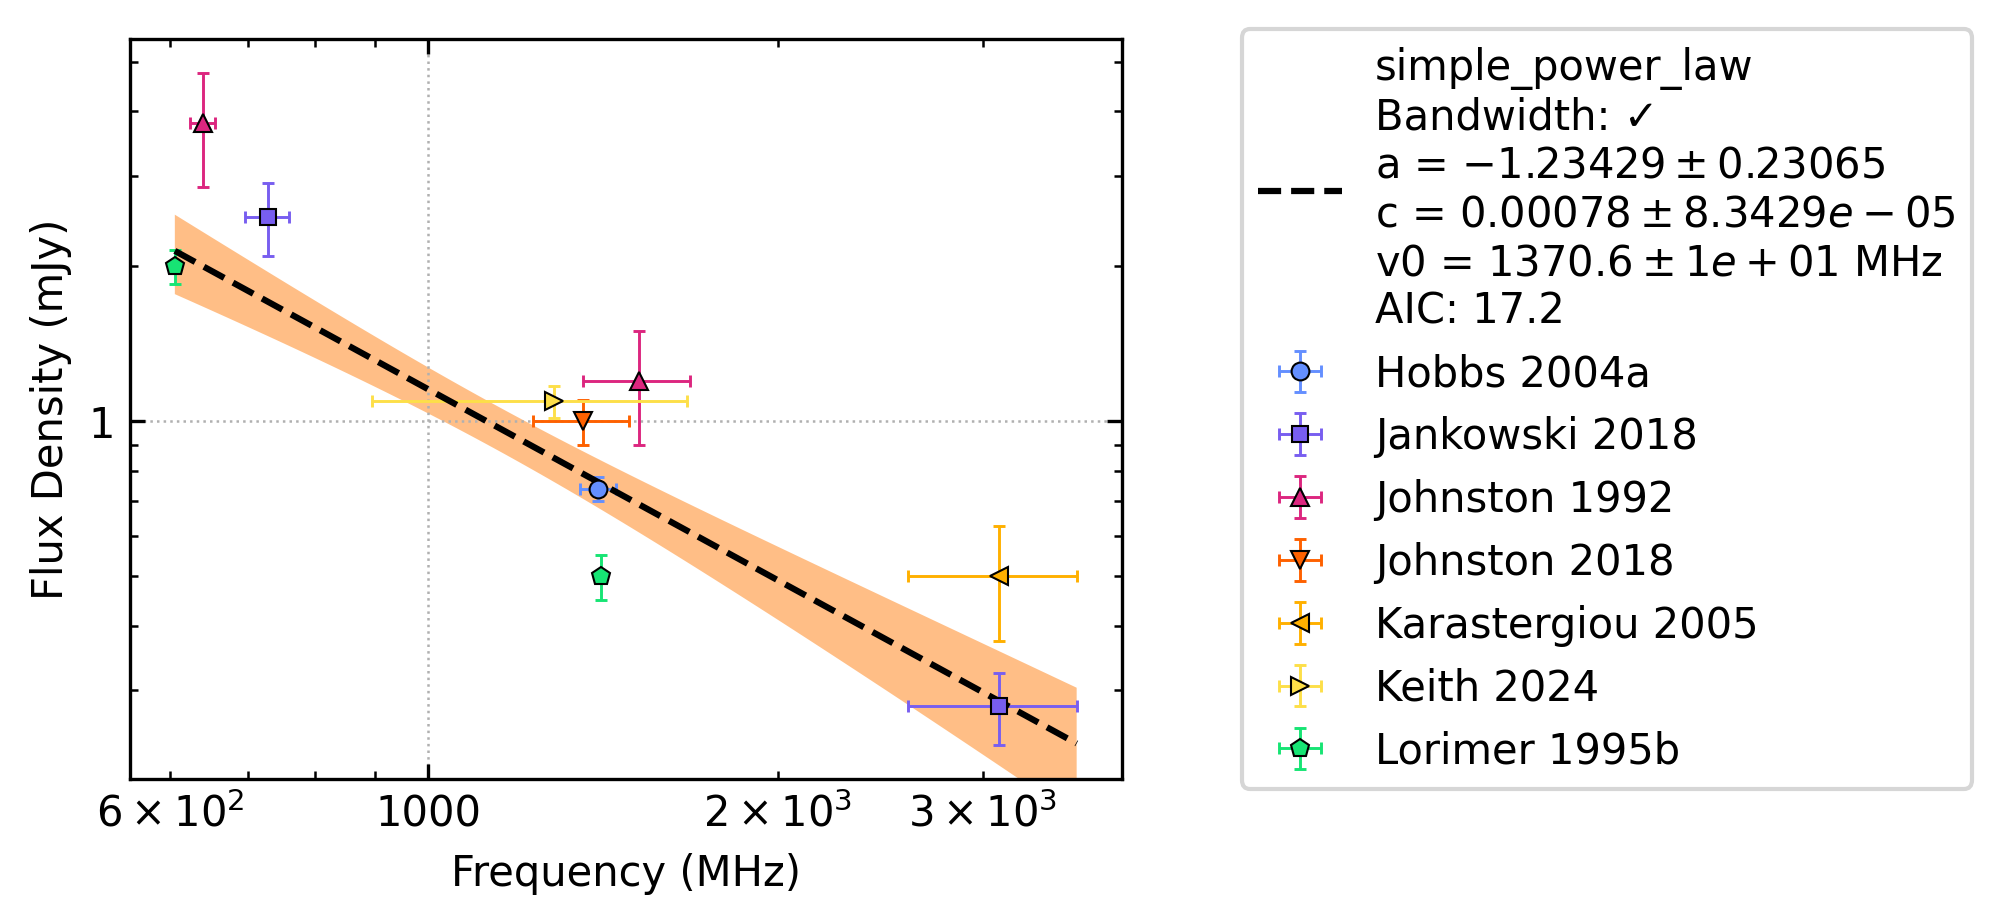 simple_power_law
Bandwidth: ✓
a = −1.23429 ± 0.23065
c = 0.00078 ± 8.3429e − 05
v0 = 1370.6 ± 1e + 01 MHz
AIC: 17.2
Hobbs 2004a
Jankowski 2018
Johnston 1992
Johnston 2018
Karastergiou 2005
Keith 2024
Lorimer 1995b
Flux Density (mJy)
1
6 × 10²
1000
2 × 10³
3 × 10³
Frequency (MHz)